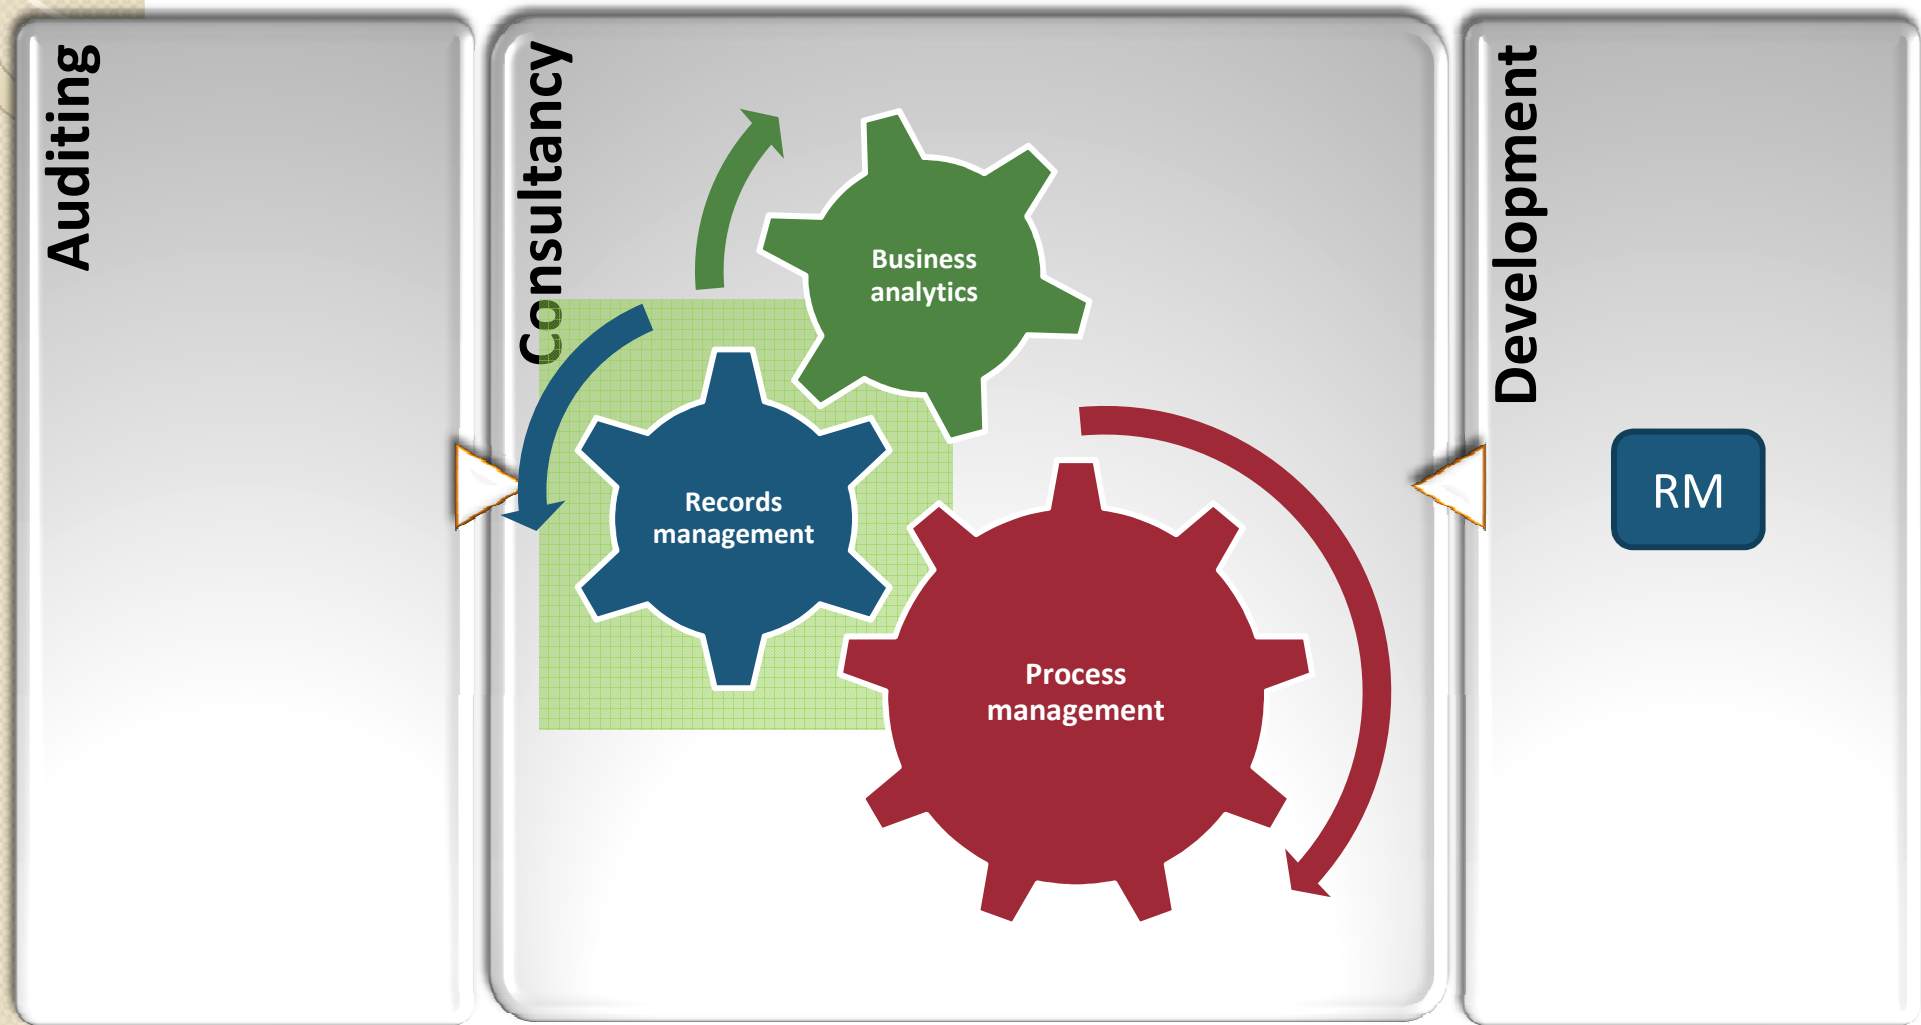 Auditing
Consultancy
Business
analytics
Records
management
Process
management
Development
RM